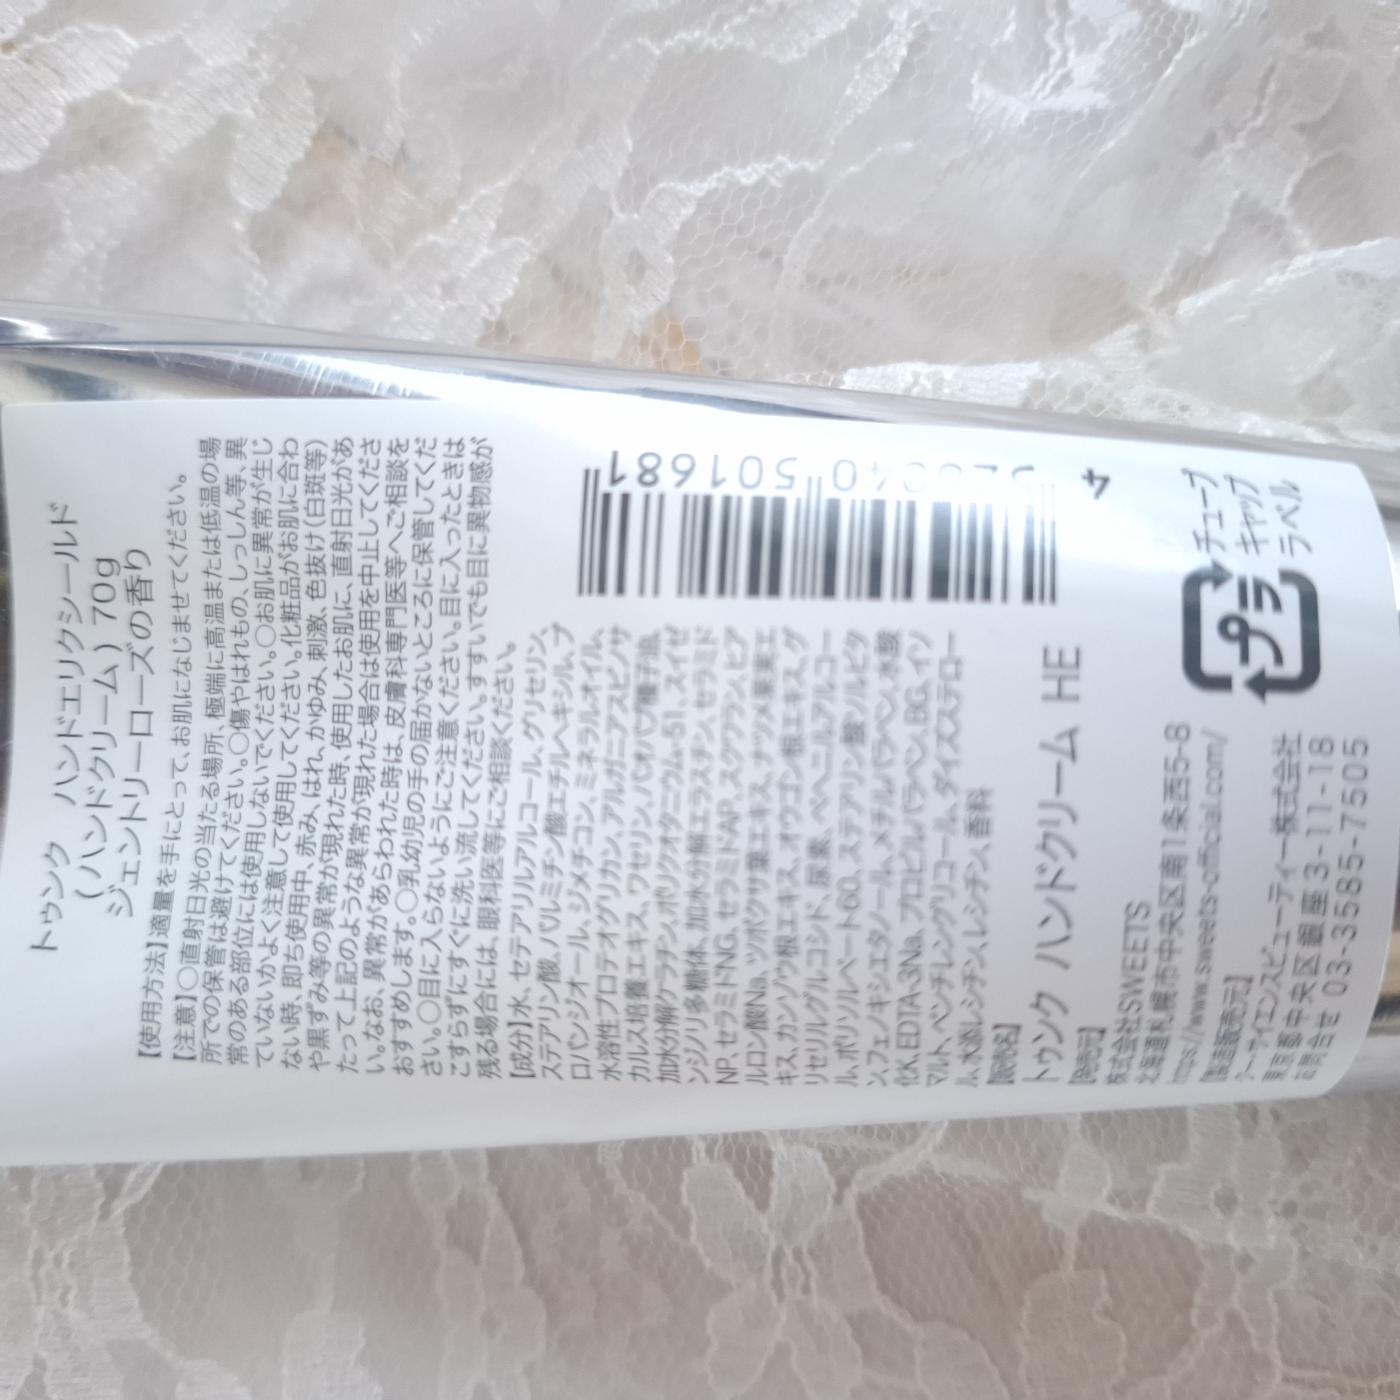 トゥンク ハンドエリクシールド
(ハンドクリーム) 70g
ジェントリーローズの香り
【使用方法】適量を手にとって、お肌になじませてください。
【注意】○直射日光の当たる場所、極端に高温または低温の場
所での保管は避けてください。○傷やはれもの、しっしん等、異
常のある部位には使用しないでください。○お肌に異常が生じ
ていないかよく注意して使用してください。化粧品がお肌に合わ
ない時、即ち使用中、赤み、はれ、かゆみ、刺激、色抜け(白斑等)
や黒ずみ等の異常が現れた時、使用したお肌に、直射日光があ
たって上記のような異常が現れた場合は使用を中止してくださ
い。なお、異常があらわれた時は、皮膚科専門医等へご相談を
おすすめします。○乳幼児の手の届かないところに保管してくだ
さい。○目に入らないようにご注意ください。目に入ったときは
こすらずにすぐに洗い流してください。すすいでも目に異物感が
残る場合には、眼科医等にご相談ください。
【成分】水、セテアリルアルコール、グリセリン、
ステアリン酸、パルミチン酸エチルヘキシル、プ
ロパンジオール、ジメチコン、ミネラルオイル、
水溶性プロテオグリカン、アルガニアスピノサ
カルス培養エキス、ワセリン、バオバブ種子油、
加水分解ケラチン、ポリクオタニウム-51、スイゼ
ンジノリ多糖体、加水分解エラスチン、セラミド
NP、セラミドNG、セラミドAP、スクワラン、ヒア
ルロン酸Na、ツボクサ葉エキス、ナツメ果実エ
キス、カンゾウ根エキス、オウゴン根エキス、グ
リセリルグルコシド、尿素、ベヘニルアルコー
ル、ポリソルベート60、ステアリン酸ソルビタ
ン、フェノキシエタノール、メチルパラベン、水酸
化K、EDTA-3Na、プロピルパラベン、BG、イソ
マルト、ペンチレングリコール、ダイズステロー
ル、水添レシチン、レシチン、香料
【販売名】
トゥンク ハンドクリーム HE
【発売元】
株式会社SWEETS
北海道札幌市中央区南1条西5-8
https://www.sweets-official.com/
【製造販売元】
ケーアイエンスビューティー株式会社
東京都中央区銀座3-11-18
お問合せ 03-3585-7505
501681
4
プラ
チューブ
キャップ
ラベル